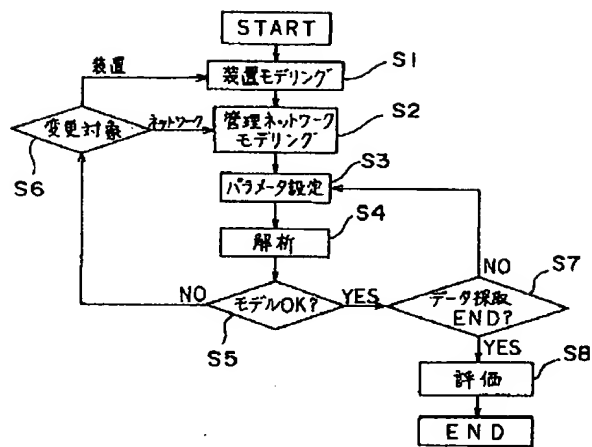 START
装置モデリング
S1
装置
管理ネットワーク
モデリング
S2
変更対象
ネットワーク
S6
パラメータ設定
S3
解析
S4
モデルOK?
NO
YES
S5
データ採取
END?
NO
YES
S7
評価
S8
END